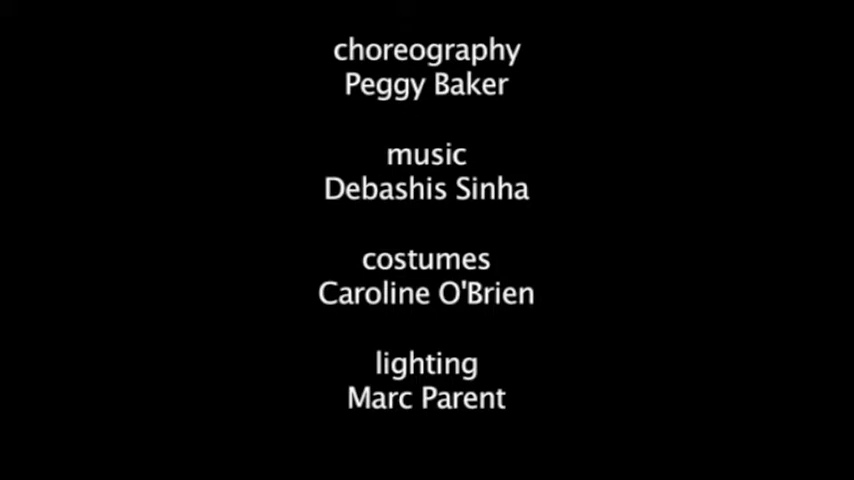 choreography
Peggy Baker
music
Debashis Sinha
costumes
Caroline O'Brien
lighting
Marc Parent